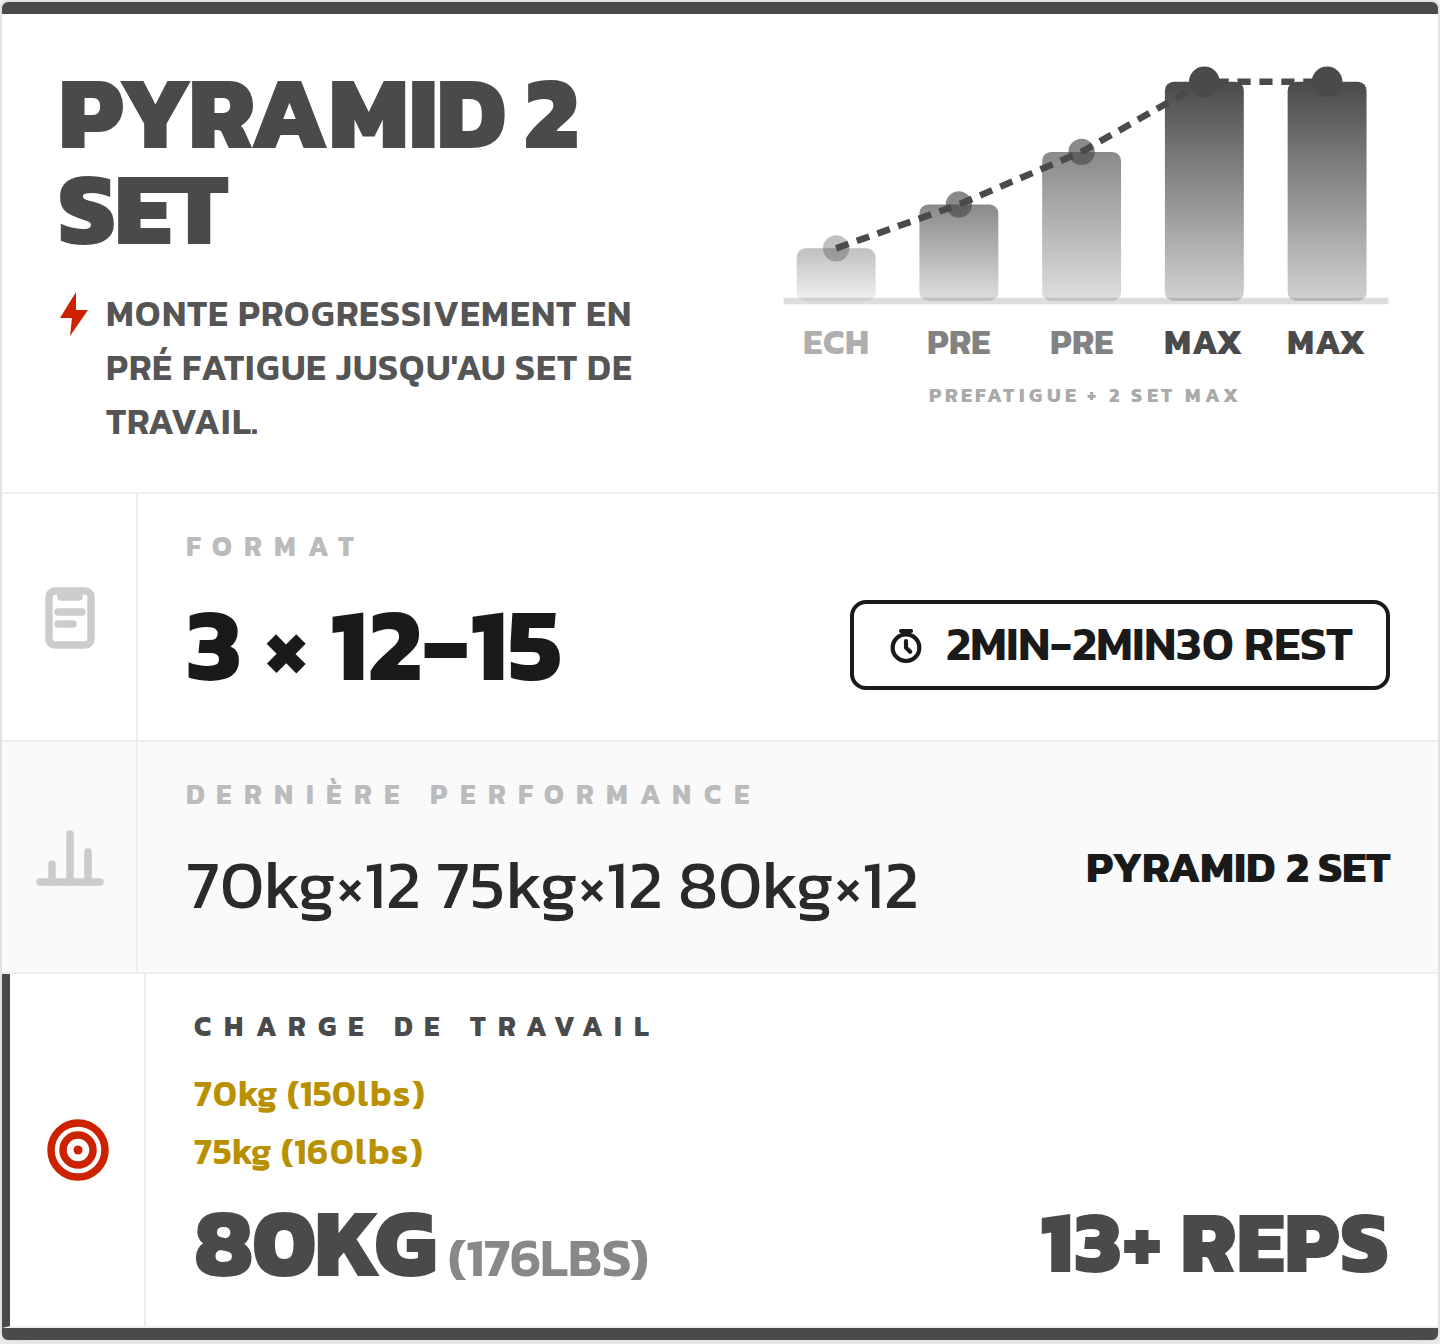 PYRAMID 2
SET
MONTE PROGRESSIVEMENT EN
PRÉ FATIGUE JUSQU'AU SET DE
TRAVAIL.
ECH PRE PRE MAX MAX
PREFATIGUE + 2 SET MAX
FORMAT
3 × 12–15
2MIN–2MIN30 REST
DERNIÈRE PERFORMANCE
70kg×12 75kg×12 80kg×12
PYRAMID 2 SET
CHARGE DE TRAVAIL
70kg (150lbs)
75kg (160lbs)
80KG (176LBS)
13+ REPS